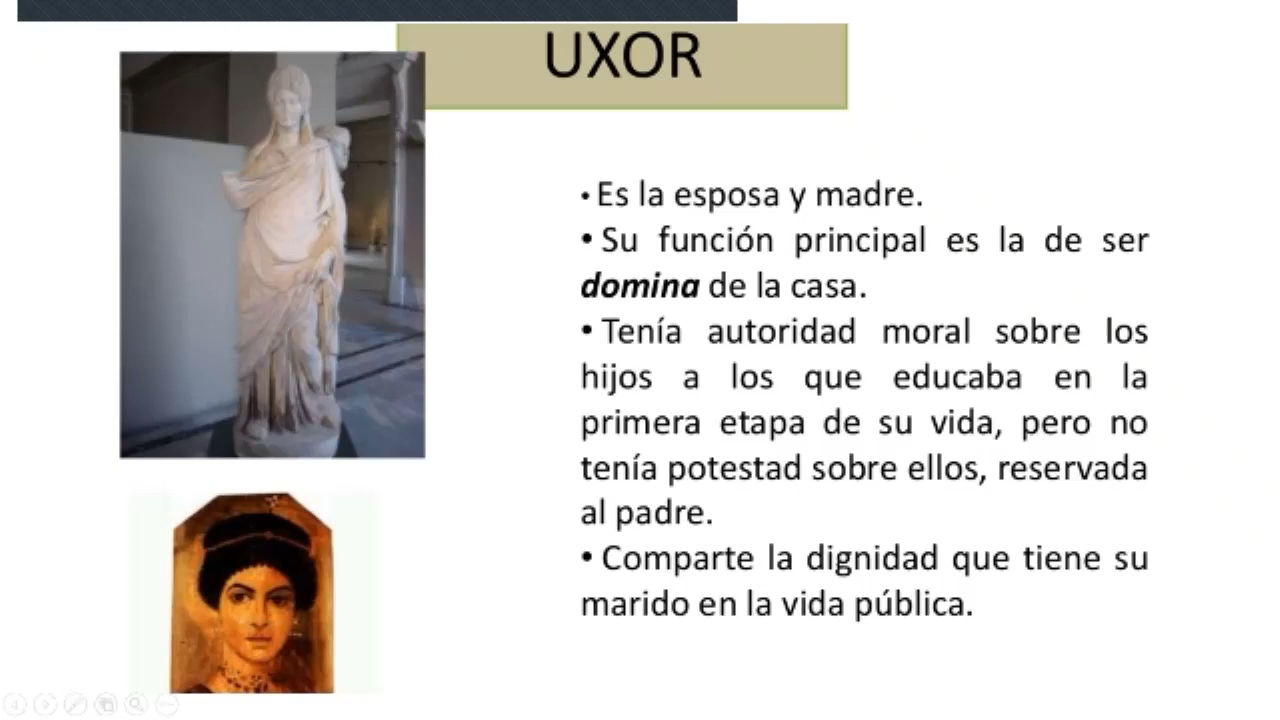 UXOR
• Es la esposa y madre.
• Su función principal es la de ser
domina de la casa.
• Tenía autoridad moral sobre los
hijos a los que educaba en la
primera etapa de su vida, pero no
tenía potestad sobre ellos, reservada
al padre.
• Comparte la dignidad que tiene su
marido en la vida pública.